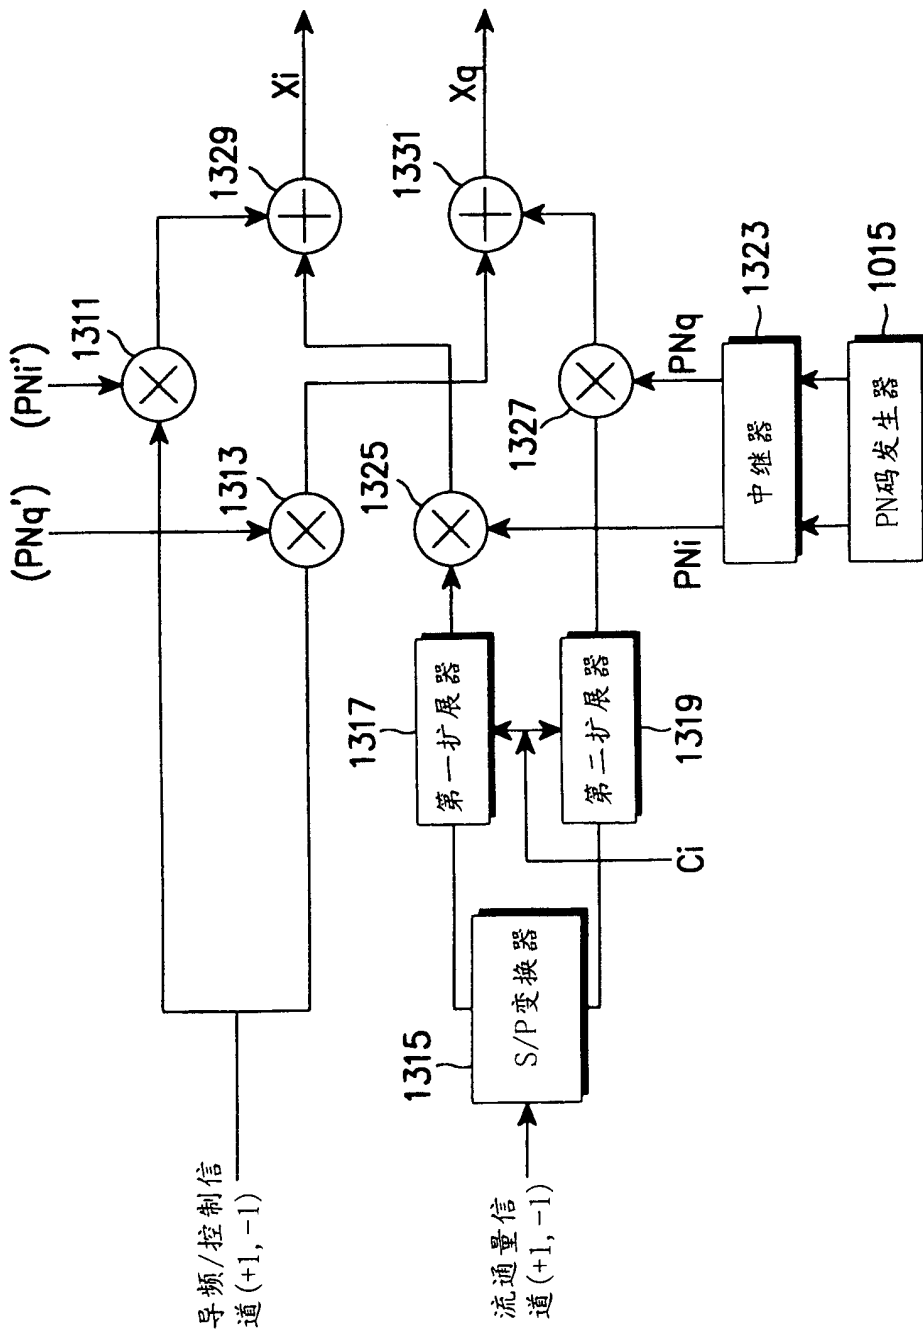 导频/控制信
道(+1,-1)
(PNi')
1311
(PNq')
1313
1329
Xi
流通量信
道(+1,-1)
1315
S/P变换器
1317
第一扩展器
1325
1331
Xq
Ci
第二扩展器
1319
1327
PNi
PNq
中继器
1323
PN码发生器
1015